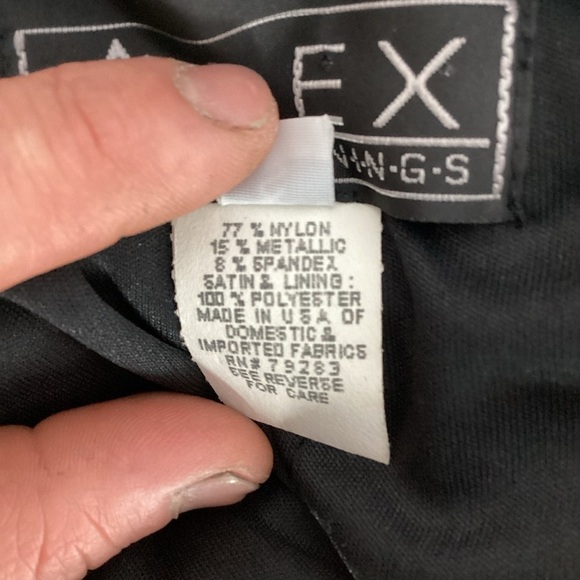 EX
N·G·S
77 % NYLON
15 % METALLIC
8 % SPANDEX
SATIN & LINING:
100 % POLYESTER
MADE IN U S A OF
DOMESTIC &
IMPORTED FABRICS
RN# 79283
SEE REVERSE
FOR CARE